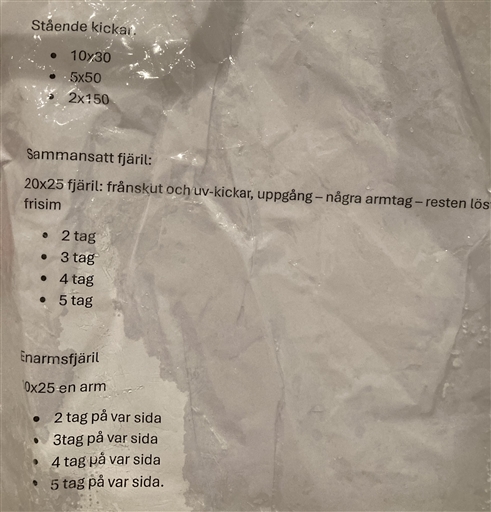 Stående kickar.
• 10x30
• 5x50
• 2x150
Sammansatt fjäril:
20x25 fjäril: frånskut och uv-kickar, uppgång – några armtag – resten lös
frisim
• 2 tag
• 3 tag
• 4 tag
• 5 tag
Enarmsfjäril
0x25 en arm
• 2 tag på var sida
• 3tag på var sida
• 4 tag på var sida
• 5 tag på var sida.